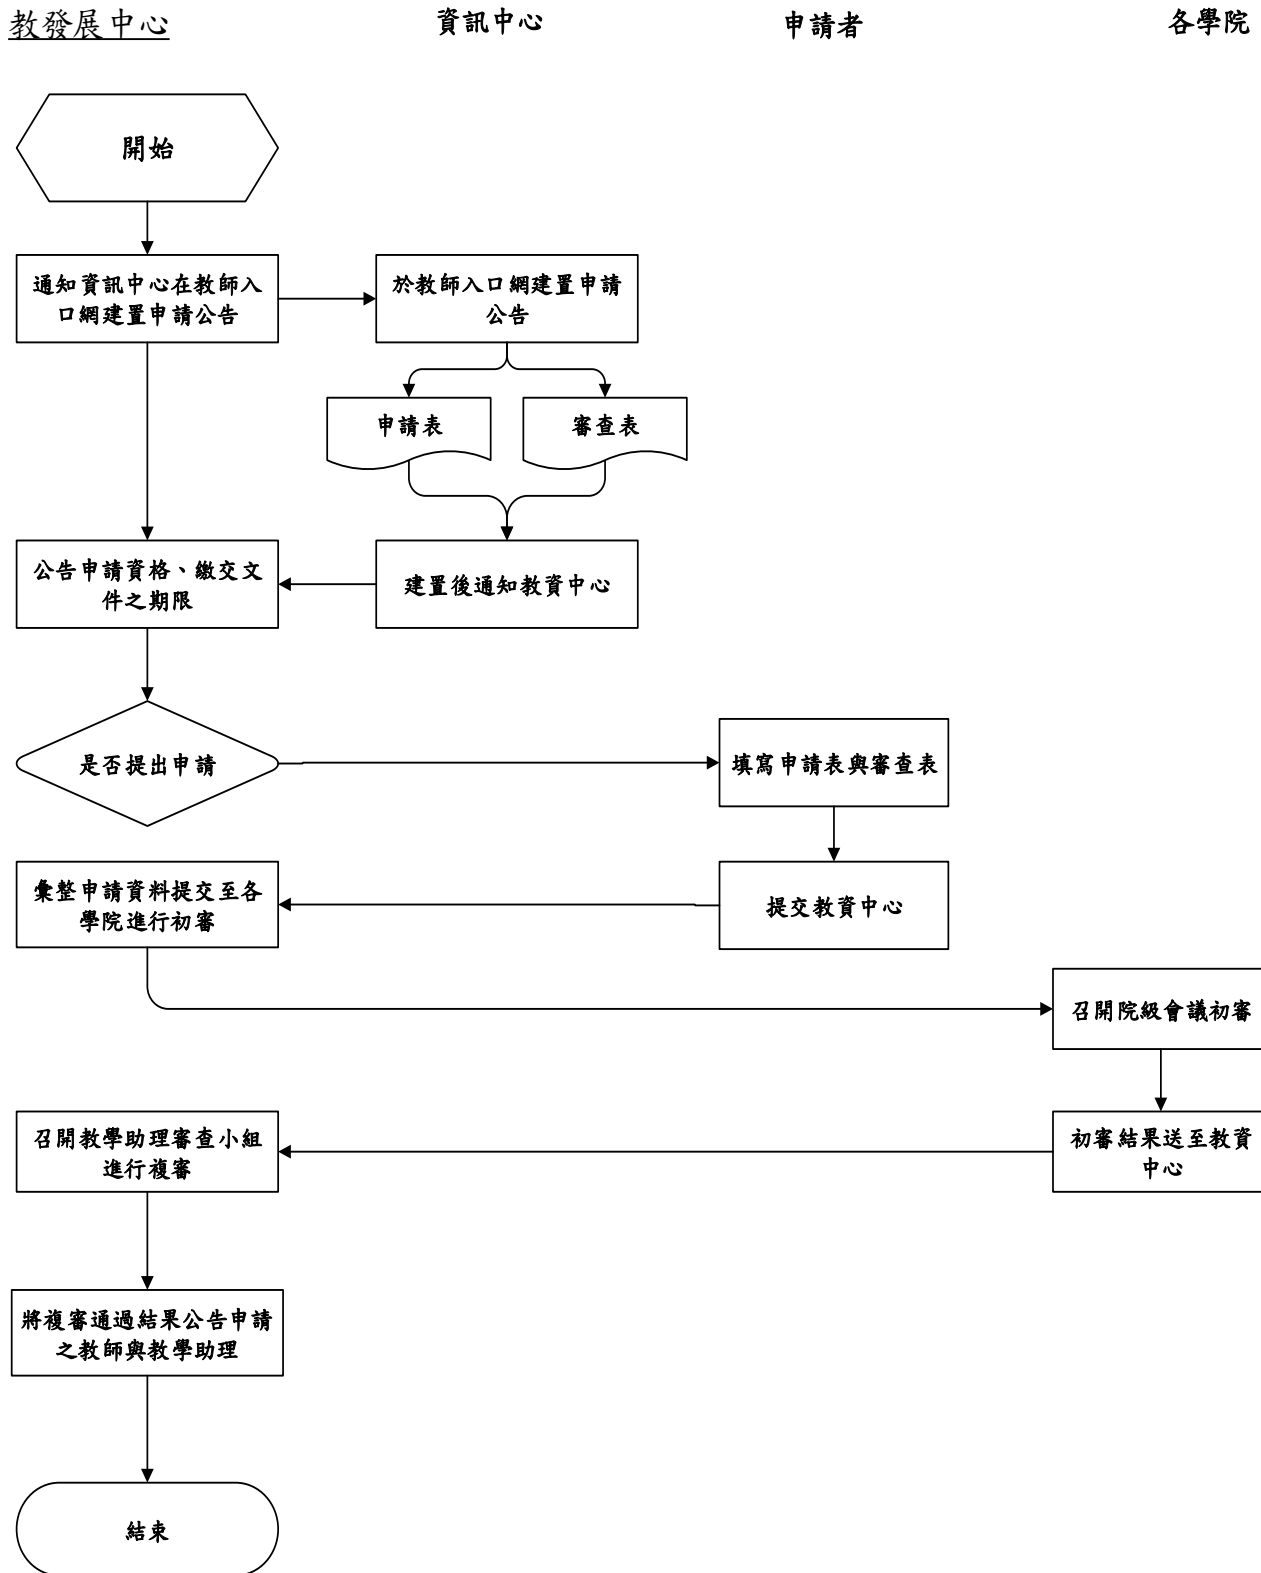 教發展中心
資訊中心
申請者
各學院
開始
通知資訊中心在教師入
口網建置申請公告
於教師入口網建置申請
公告
申請表
審查表
公告申請資格、繳交文
件之期限
建置後通知教資中心
是否提出申請
填寫申請表與審查表
彙整申請資料提交至各
學院進行初審
提交教資中心
召開院級會議初審
召開教學助理審查小組
進行複審
初審結果送至教資
中心
將複審通過結果公告申請
之教師與教學助理
結束